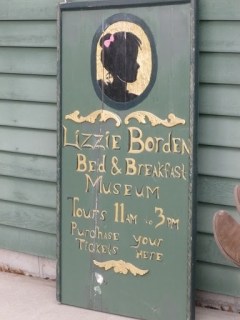 Lizzie Borden
Bed & Breakfast
Museum
Tours 11AM to 3PM
Purchase your
Tickets Here